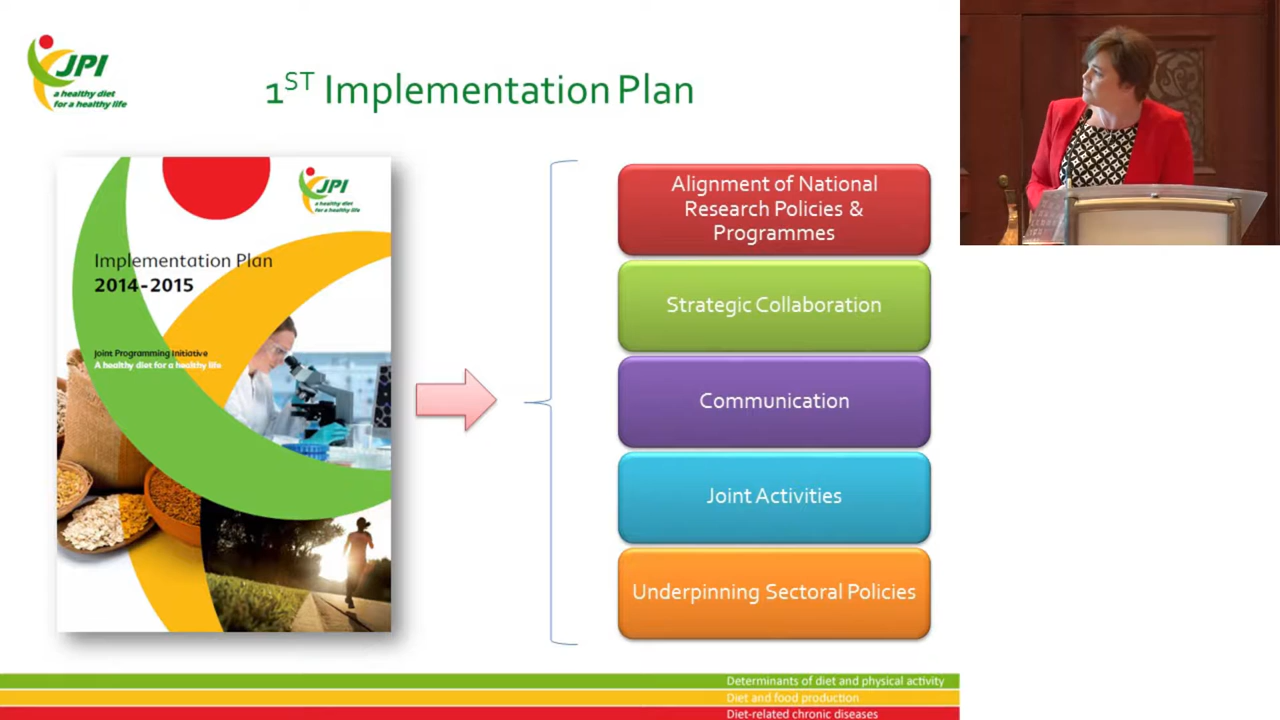 JPI
a healthy diet
for a healthy life
1ST Implementation Plan
JPI
a healthy diet
for a healthy life
Implementation Plan
2014-2015
Joint Programming Initiative
A healthy diet for a healthy life
Alignment of National
Research Policies &
Programmes
Strategic Collaboration
Communication
Joint Activities
Underpinning Sectoral Policies
Determinants of diet and physical activity
Diet and food production
Diet-related chronic diseases